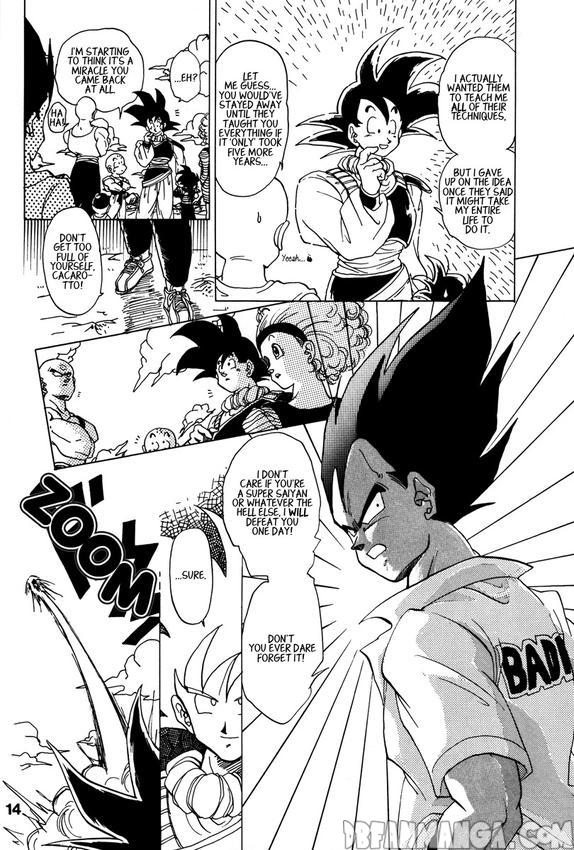 I ACTUALLY
WANTED THEM
TO TEACH ME
ALL OF THEIR
TECHNIQUES,
BUT I GAVE
UP ON THE IDEA
ONCE THEY SAID
IT MIGHT TAKE
MY ENTIRE
LIFE TO
DO IT.
LET
ME GUESS...
YOU WOULD'VE
STAYED AWAY
UNTIL THEY
TAUGHT YOU
EVERYTHING IF
IT 'ONLY' TOOK
FIVE MORE
YEARS...
Yeeah...
...EH?
I'M STARTING
TO THINK IT'S A
MIRACLE YOU
CAME BACK
AT ALL.
HA
HA!
DON'T
GET TOO
FULL OF
YOURSELF,
CACARO-
TTO!
I DON'T
CARE IF YOU'RE
A SUPER SAIYAN
OR WHATEVER THE
HELL ELSE, I WILL
DEFEAT YOU
ONE DAY!
DON'T
YOU EVER DARE
FORGET IT!
BADI
...SURE.
ZOOM
14
DBFANMANGA.COM